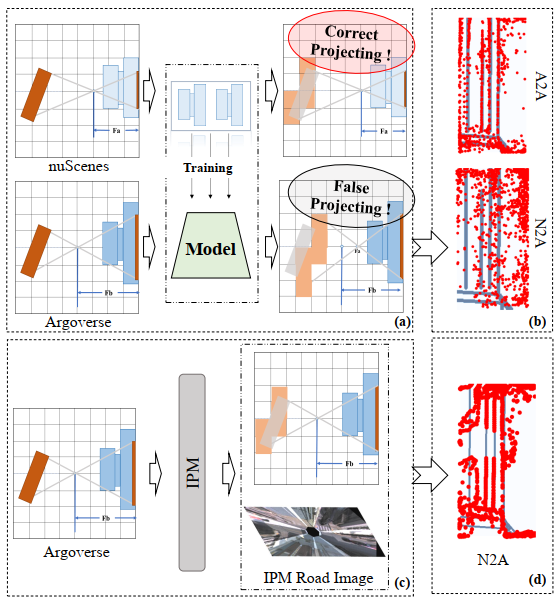 Correct
Projecting !
Fa
nuScenes
Training
False
Projecting !
Model
Fa
Fb
Fb
Argoverse
(a)
A2A
N2A
(b)
Fb
Argoverse
IPM
Fb
IPM Road Image
(c)
N2A
(d)